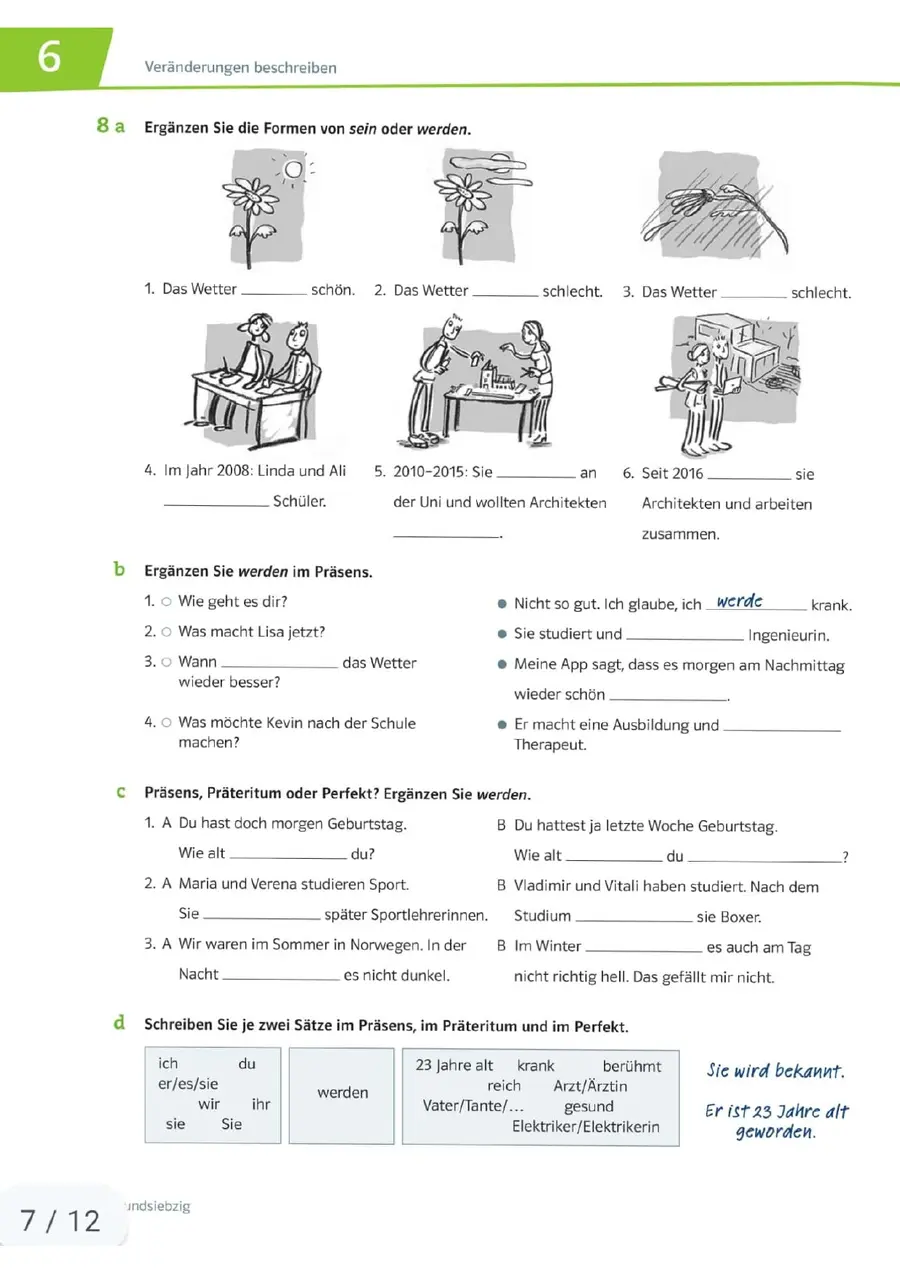 6
Veränderungen beschreiben
8 a Ergänzen Sie die Formen von sein oder werden.
1. Das Wetter ________ schön. 2. Das Wetter ________ schlecht. 3. Das Wetter ________ schlecht.
4. Im Jahr 2008: Linda und Ali 5. 2010–2015: Sie ________ an 6. Seit 2016 ________ sie
________ Schüler. der Uni und wollten Architekten Architekten und arbeiten
________. zusammen.
b Ergänzen Sie werden im Präsens.
1. ○ Wie geht es dir? ● Nicht so gut. Ich glaube, ich werde krank.
2. ○ Was macht Lisa jetzt? ● Sie studiert und ________ Ingenieurin.
3. ○ Wann ________ das Wetter ● Meine App sagt, dass es morgen am Nachmittag
wieder besser? wieder schön ________.
4. ○ Was möchte Kevin nach der Schule ● Er macht eine Ausbildung und ________
machen? Therapeut.
c Präsens, Präteritum oder Perfekt? Ergänzen Sie werden.
1. A Du hast doch morgen Geburtstag. B Du hattest ja letzte Woche Geburtstag.
Wie alt ________ du? Wie alt ________ du ________?
2. A Maria und Verena studieren Sport. B Vladimir und Vitali haben studiert. Nach dem
Sie ________ später Sportlehrerinnen. Studium ________ sie Boxer.
3. A Wir waren im Sommer in Norwegen. In der B Im Winter ________ es auch am Tag
Nacht ________ es nicht dunkel. nicht richtig hell. Das gefällt mir nicht.
d Schreiben Sie je zwei Sätze im Präsens, im Präteritum und im Perfekt.
ich du
er/es/sie
wir ihr
sie Sie
werden
23 Jahre alt krank berühmt
reich Arzt/Ärztin
Vater/Tante/... gesund
Elektriker/Elektrikerin
Sie wird bekannt.
Er ist 23 Jahre alt
geworden.
undsiebzig
7 / 12